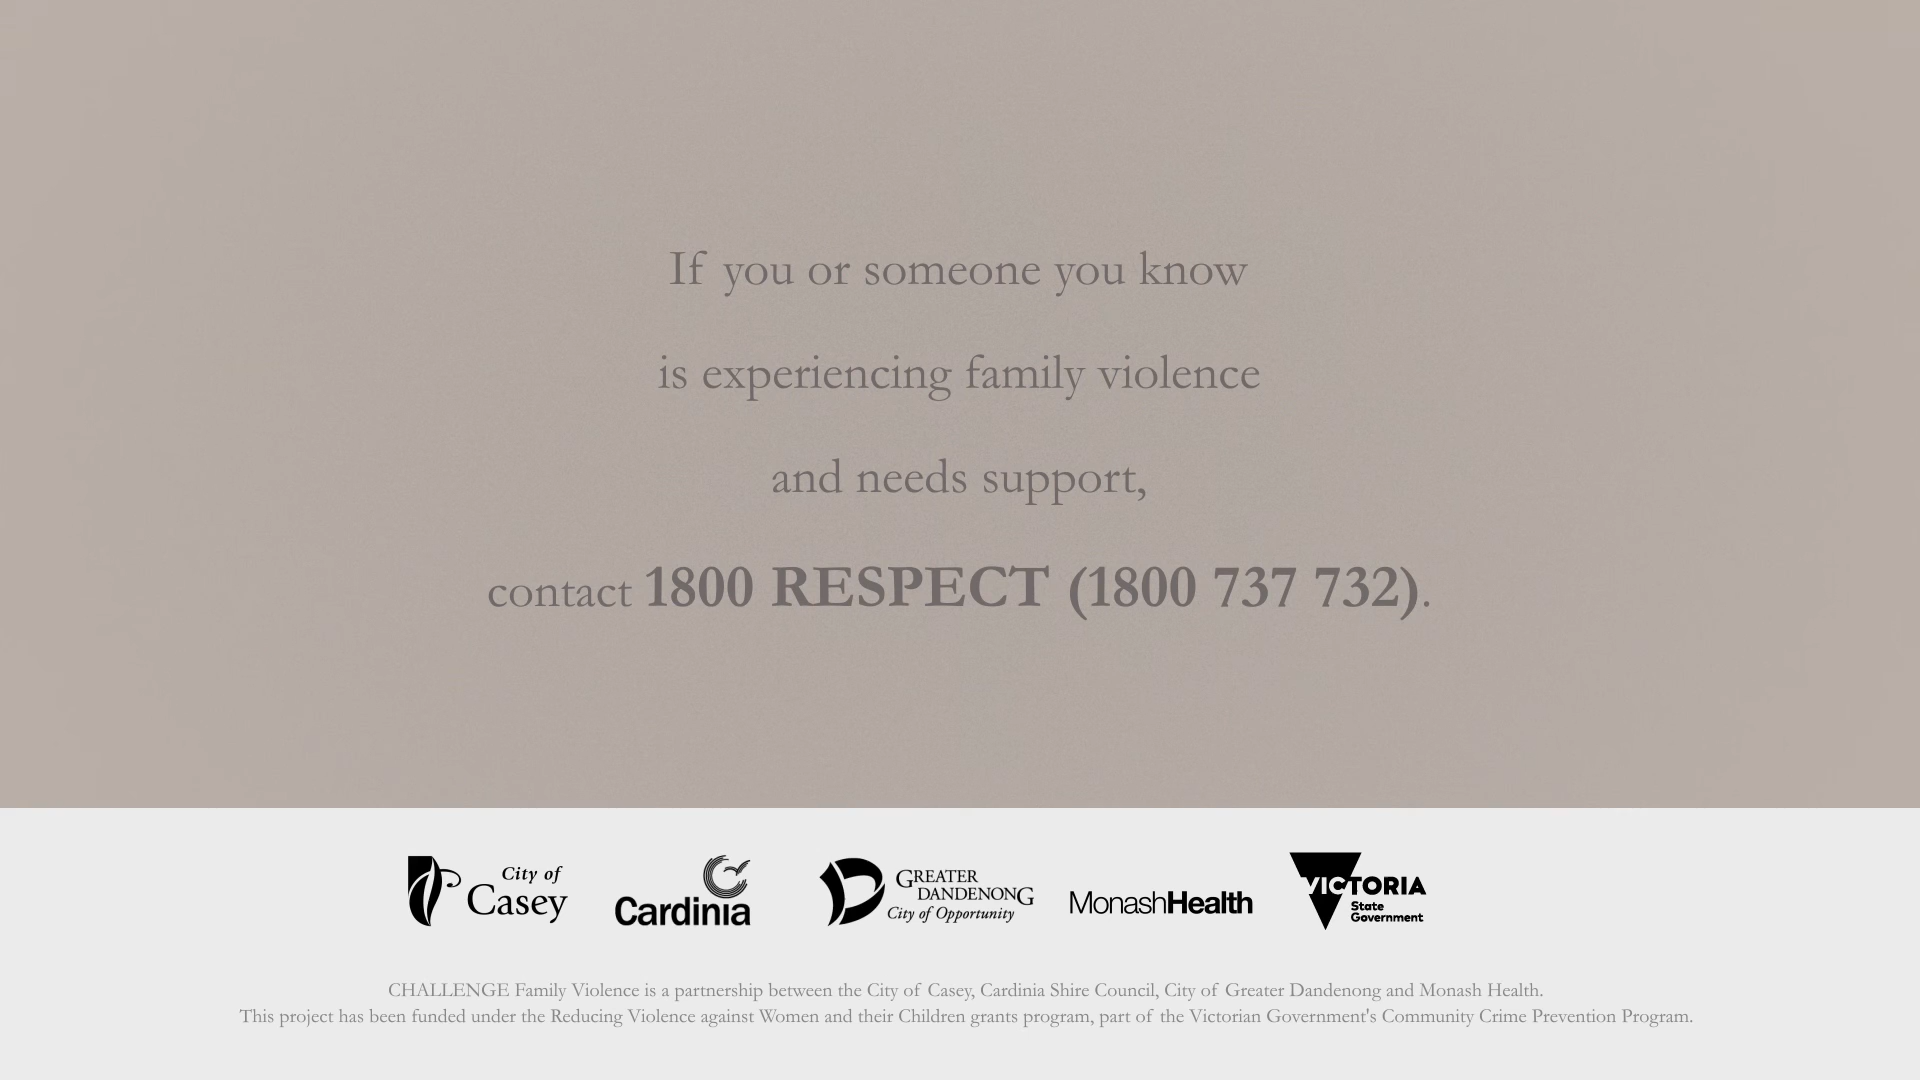 If you or someone you know
is experiencing family violence
and needs support,
contact 1800 RESPECT (1800 737 732).
City of
Casey
Cardinia
GREATER
DANDENONG
City of Opportunity
MonashHealth
VICTORIA
State
Government
CHALLENGE Family Violence is a partnership between the City of Casey, Cardinia Shire Council, City of Greater Dandenong and Monash Health.
This project has been funded under the Reducing Violence against Women and their Children grants program, part of the Victorian Government's Community Crime Prevention Program.